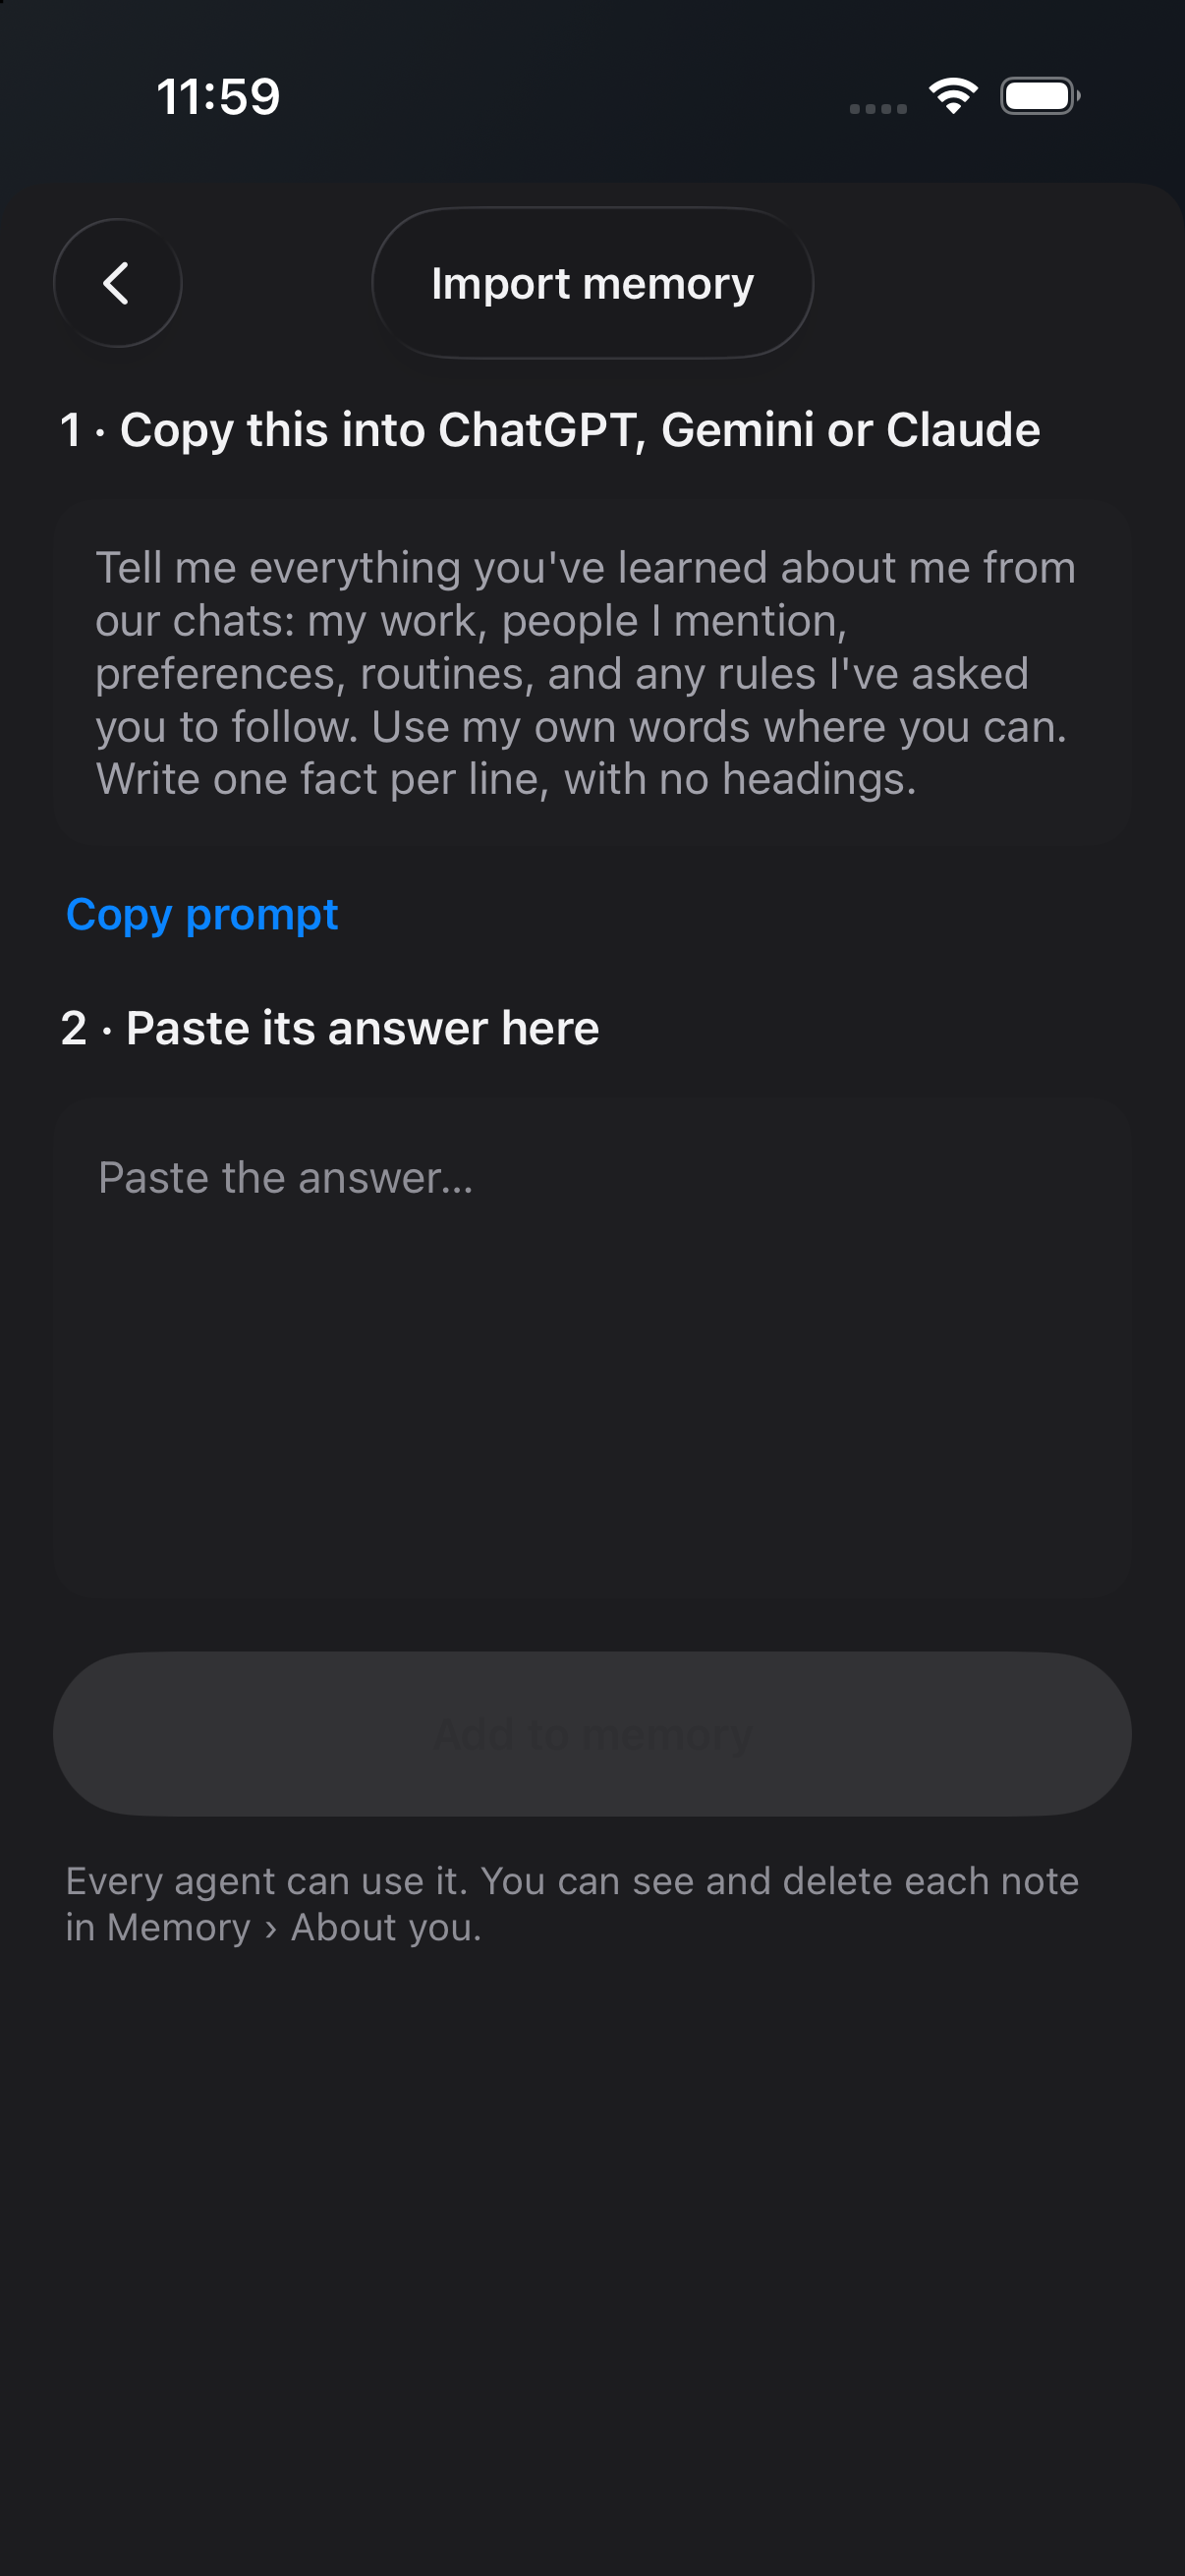 11:59
Import memory
1 · Copy this into ChatGPT, Gemini or Claude
Tell me everything you've learned about me from
our chats: my work, people I mention,
preferences, routines, and any rules I've asked
you to follow. Use my own words where you can.
Write one fact per line, with no headings.
Copy prompt
2 · Paste its answer here
Paste the answer...
Add to memory
Every agent can use it. You can see and delete each note
in Memory › About you.